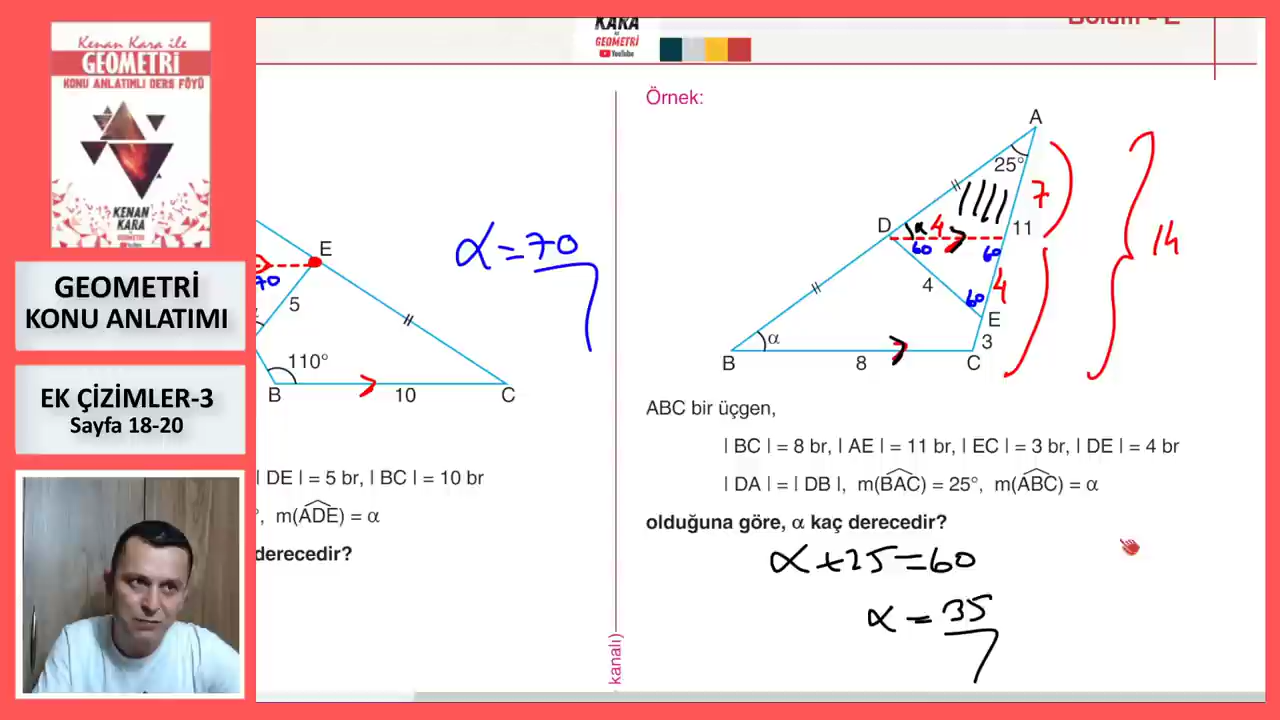 Kenan Kara ile
GEOMETRİ
KONU ANLATIMLI DERS FÖYÜ
KENAN
KARA
GEOMETRİ KONU ANLATIMI
EK ÇİZİMLER-3
Sayfa 18-20
KARA
GEOMETRİ
YouTube
Bölüm - E
E
70
5
α = 70
110°
B
10
C
| DE | = 5 br, | BC | = 10 br
°, m(ADE) = α
derecedir?
kanalı)
Örnek:
A
25°
7
D
α
4
11
14
60
60
4
60
4
E
α
3
B
8
C
ABC bir üçgen,
| BC | = 8 br, | AE | = 11 br, | EC | = 3 br, | DE | = 4 br
| DA | = | DB |, m(BAC) = 25°, m(ABC) = α
olduğuna göre, α kaç derecedir?
α + 25 = 60
α = 35